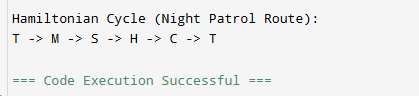 Hamiltonian Cycle (Night Patrol Route):
T -> M -> S -> H -> C -> T
=== Code Execution Successful ===